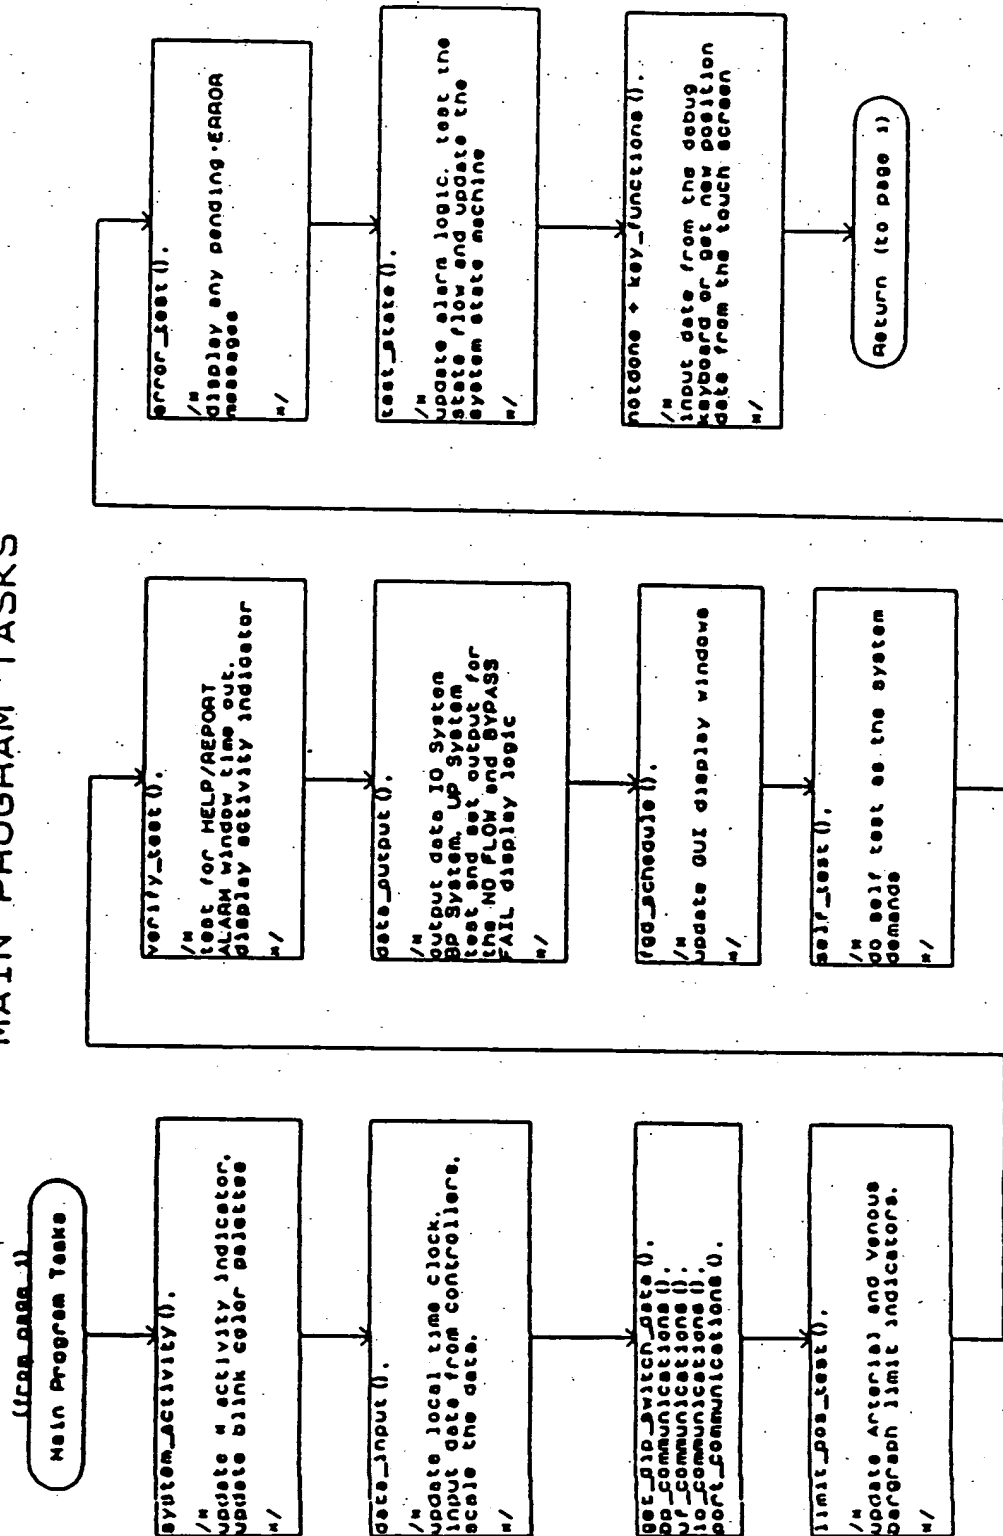 MAIN PROGRAM TASKS
(from page 1)
Main Program Tasks
system_activity();
/*
update * activity indicator,
update blink color palettes
*/
data_input();
/*
update local time clock,
input data from controllers,
scale the data.
*/
get_dip_switch_data();
bp_communications();
uf_communications();
io_communications();
port_communications();
limit_pos_test();
/*
update Arterial and Venous
bargraph limit indicators.
*/
verify_test();
/*
test for HELP/REPORT
ALARM window time out,
display activity indicator
*/
data_output();
/*
output data IO System
BP System, UP System
test and set output for
the NO FLOW and BYPASS
FAIL display logic
*/
fgd_schedule();
/*
update GUI display windows
*/
self_test();
/*
do self test as the system
demands
*/
error_test();
/*
display any pending ERROR
messages
*/
test_state();
/*
update alarm logic, test the
state flow and update the
system state machine
*/
notdone + key_functions();
/*
input data from the debug
keyboard or get new position
data from the touch screen
*/
Return (to page 1)